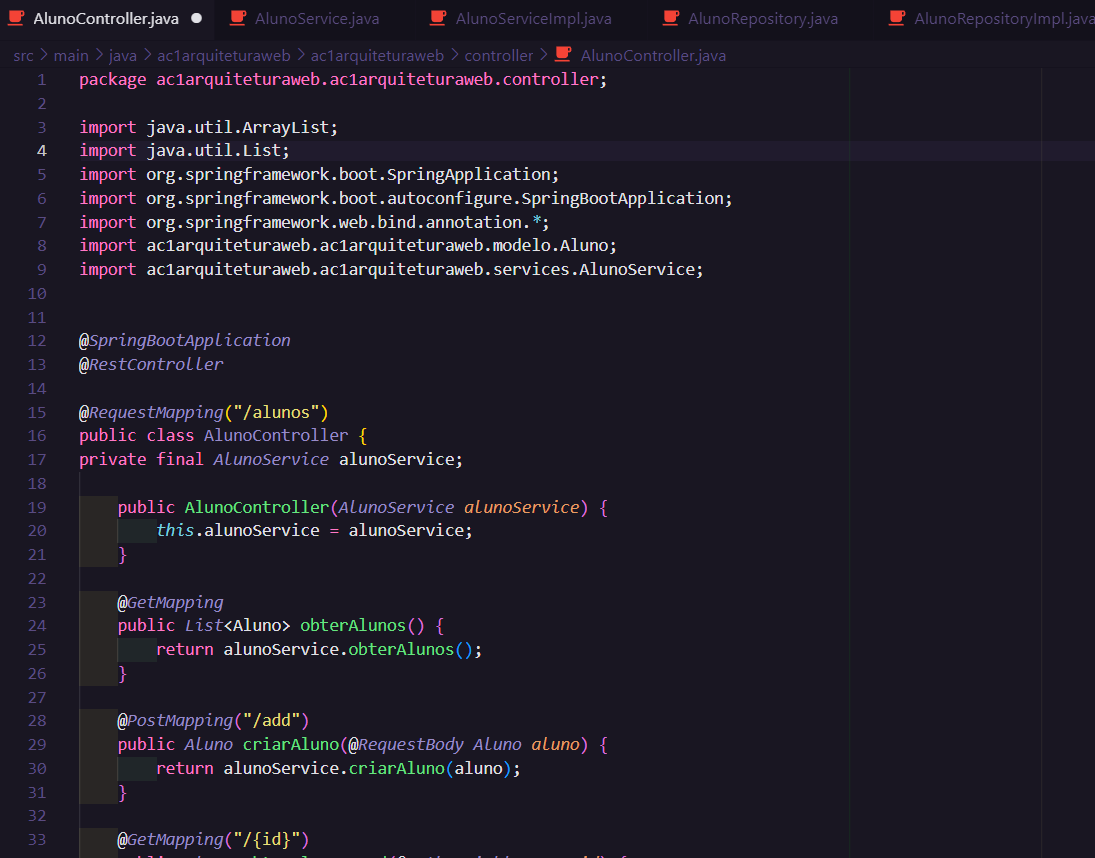 AlunoController.java AlunoService.java AlunoServiceImpl.java AlunoRepository.java AlunoRepositoryImpl.java
src > main > java > ac1arquiteturaweb > ac1arquiteturaweb > controller > AlunoController.java
1 package ac1arquiteturaweb.ac1arquiteturaweb.controller;
2
3 import java.util.ArrayList;
4 import java.util.List;
5 import org.springframework.boot.SpringApplication;
6 import org.springframework.boot.autoconfigure.SpringBootApplication;
7 import org.springframework.web.bind.annotation.*;
8 import ac1arquiteturaweb.ac1arquiteturaweb.modelo.Aluno;
9 import ac1arquiteturaweb.ac1arquiteturaweb.services.AlunoService;
10
11
12 @SpringBootApplication
13 @RestController
14
15 @RequestMapping("/alunos")
16 public class AlunoController {
17 private final AlunoService alunoService;
18
19 public AlunoController(AlunoService alunoService) {
20 this.alunoService = alunoService;
21 }
22
23 @GetMapping
24 public List<Aluno> obterAlunos() {
25 return alunoService.obterAlunos();
26 }
27
28 @PostMapping("/add")
29 public Aluno criarAluno(@RequestBody Aluno aluno) {
30 return alunoService.criarAluno(aluno);
31 }
32
33 @GetMapping("/{id}")